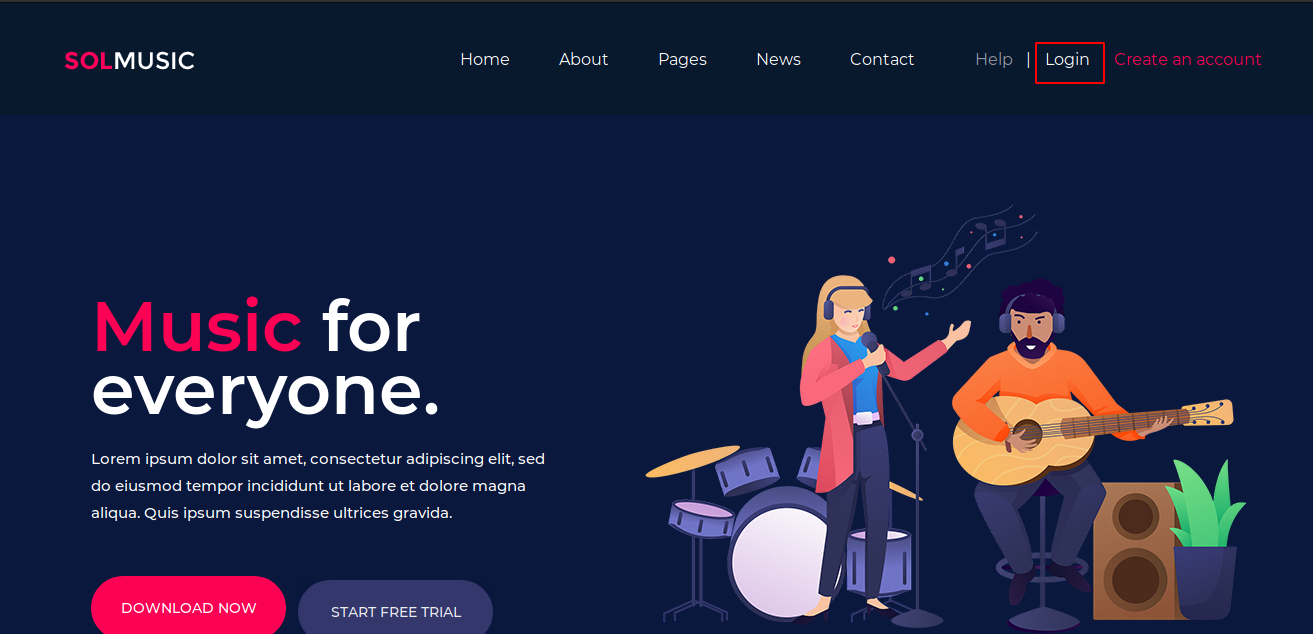 SOLMUSIC Home About Pages News Contact Help | Login Create an account
Music for
everyone.
Lorem ipsum dolor sit amet, consectetur adipiscing elit, sed
do eiusmod tempor incididunt ut labore et dolore magna
aliqua. Quis ipsum suspendisse ultrices gravida.
DOWNLOAD NOW START FREE TRIAL